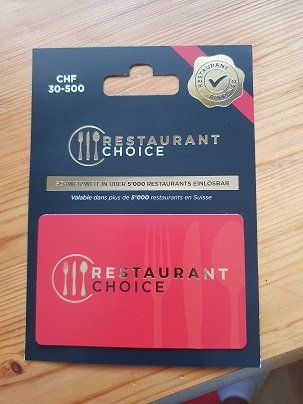 CHF
30-500
RESTAURANT
RESTAURANT
CHOICE
SCHWEIZWEIT IN ÜBER 5'000 RESTAURANTS EINLÖSBAR
Valable dans plus de 5'000 restaurants en Suisse
RESTAURANT
CHOICE